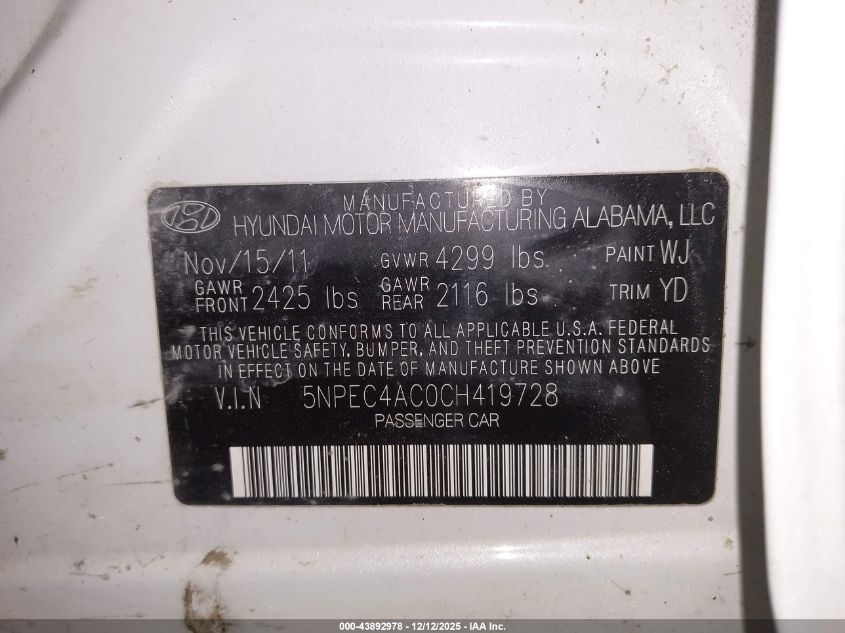 MANUFACTURED BY
HYUNDAI MOTOR MANUFACTURING ALABAMA, LLC
Nov/15/11 GVWR 4299 lbs PAINT WJ
GAWR FRONT 2425 lbs GAWR REAR 2116 lbs TRIM YD
THIS VEHICLE CONFORMS TO ALL APPLICABLE U.S.A. FEDERAL
MOTOR VEHICLE SAFETY, BUMPER, AND THEFT PREVENTION STANDARDS
IN EFFECT ON THE DATE OF MANUFACTURE SHOWN ABOVE
V.I.N 5NPEC4AC0CH419728
PASSENGER CAR
000-43892978 - 12/12/2025 - IAA Inc.